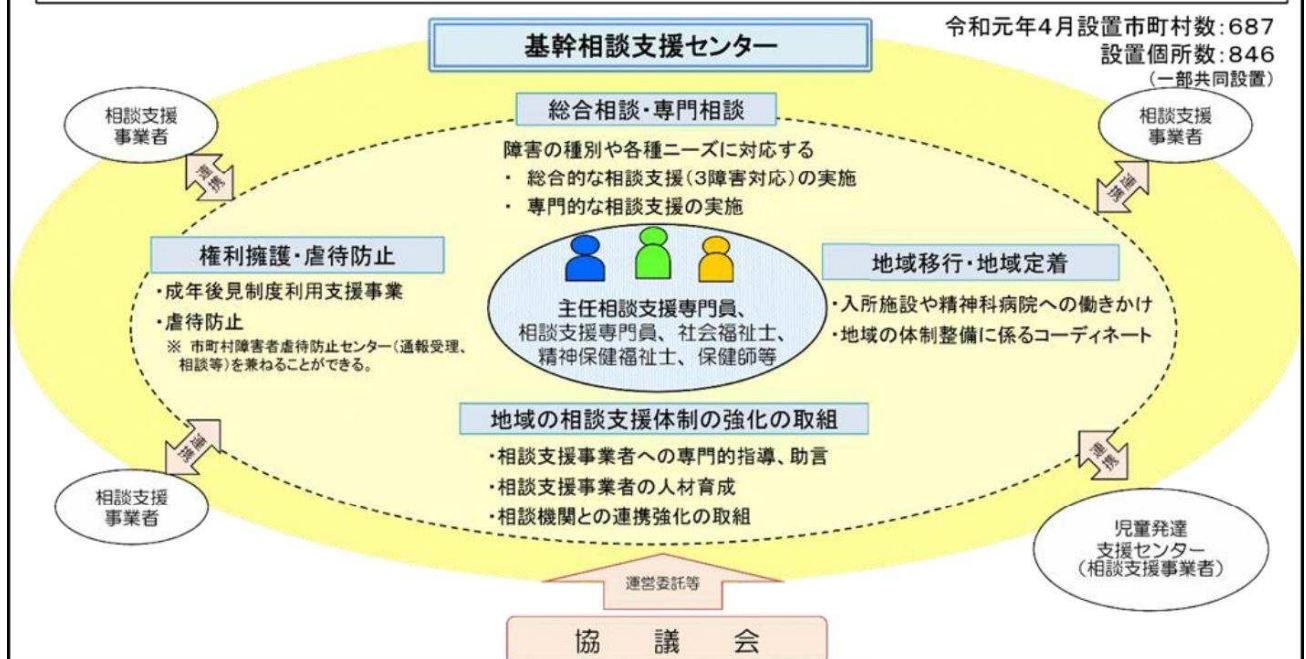 基幹相談支援センター
令和元年4月設置市町村数:687
設置個所数:846
(一部共同設置)
相談支援
事業者
連携
相談支援
事業者
連携
総合相談・専門相談
障害の種別や各種ニーズに対応する
・ 総合的な相談支援(3障害対応)の実施
・ 専門的な相談支援の実施
権利擁護・虐待防止
・成年後見制度利用支援事業
・虐待防止
※ 市町村障害者虐待防止センター(通報受理、
相談等)を兼ねることができる。
主任相談支援専門員、
相談支援専門員、社会福祉士、
精神保健福祉士、保健師等
地域移行・地域定着
・入所施設や精神科病院への働きかけ
・地域の体制整備に係るコーディネート
地域の相談支援体制の強化の取組
・相談支援事業者への専門的指導、助言
・相談支援事業者の人材育成
・相談機関との連携強化の取組
連携
相談支援
事業者
連携
児童発達
支援センター
(相談支援事業者)
運営委託等
協 議 会